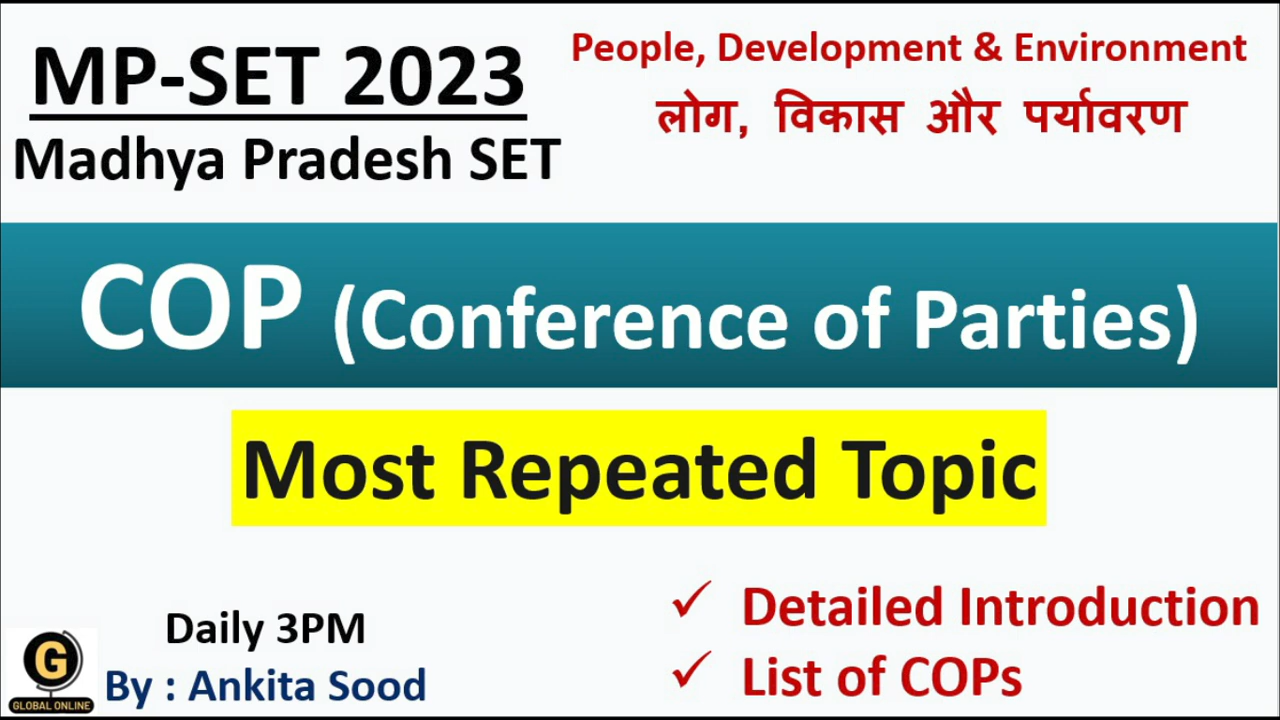 MP-SET 2023
Madhya Pradesh SET
People, Development & Environment
लोग, विकास और पर्यावरण
COP (Conference of Parties)
Most Repeated Topic
Daily 3PM
By : Ankita Sood
✓ Detailed Introduction
✓ List of COPs
G
GLOBAL ONLINE